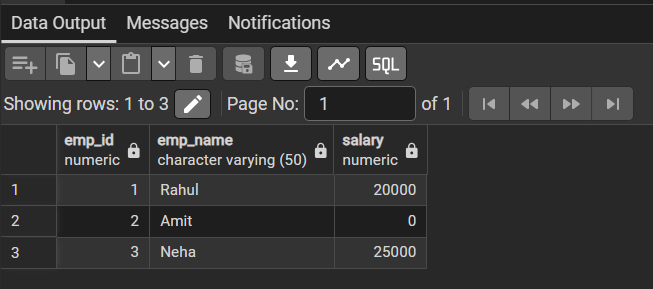 Data Output Messages Notifications
SQL
Showing rows: 1 to 3 Page No: 1 of 1
emp_id emp_name salary
numeric character varying (50) numeric
1 1 Rahul 20000
2 2 Amit 0
3 3 Neha 25000